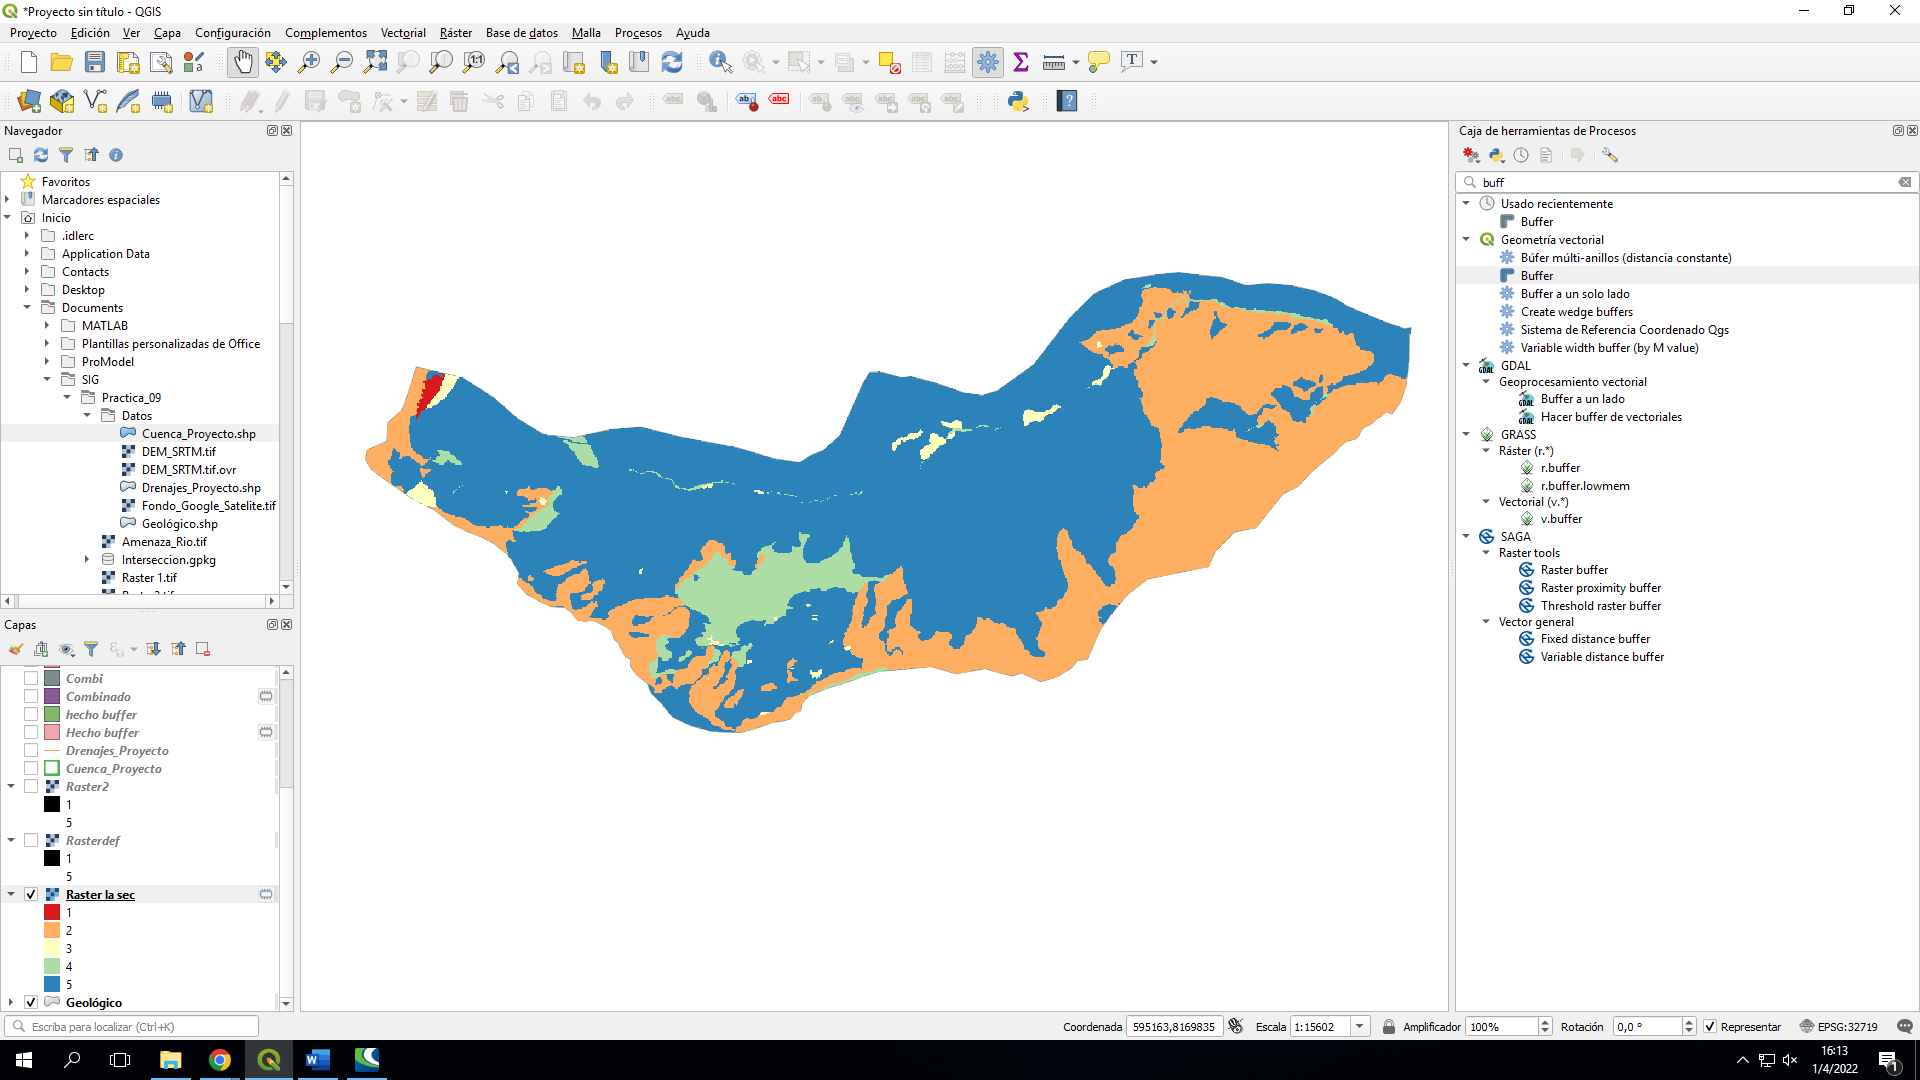 *Proyecto sin título - QGIS
Proyecto Edición Ver Capa Configuración Complementos Vectorial Ráster Base de datos Malla Procesos Ayuda
Navegador
Favoritos
Marcadores espaciales
Inicio
.idlerc
Application Data
Contacts
Desktop
Documents
MATLAB
Plantillas personalizadas de Office
ProModel
SIG
Practica_09
Datos
Cuenca_Proyecto.shp
DEM_SRTM.tif
DEM_SRTM.tif.ovr
Drenajes_Proyecto.shp
Fondo_Google_Satelite.tif
Geológico.shp
Amenaza_Rio.tif
Interseccion.gpkg
Raster 1.tif
Capas
Combi
Combinado
hecho buffer
Hecho buffer
Drenajes_Proyecto
Cuenca_Proyecto
Raster2
1
5
Rasterdef
1
5
Raster la sec
1
2
3
4
5
Geológico
Caja de herramientas de Procesos
buff
Usado recientemente
Buffer
Geometría vectorial
Búfer múlti-anillos (distancia constante)
Buffer
Buffer a un solo lado
Create wedge buffers
Sistema de Referencia Coordenado Qgs
Variable width buffer (by M value)
GDAL
Geoprocesamiento vectorial
Buffer a un lado
Hacer buffer de vectoriales
GRASS
Ráster (r.*)
r.buffer
r.buffer.lowmem
Vectorial (v.*)
v.buffer
SAGA
Raster tools
Raster buffer
Raster proximity buffer
Threshold raster buffer
Vector general
Fixed distance buffer
Variable distance buffer
Escriba para localizar (Ctrl+K)
Coordenada 595163,8169835 Escala 1:15602 Amplificador 100% Rotación 0,0 ° Representar EPSG:32719
16:13
1/4/2022
1